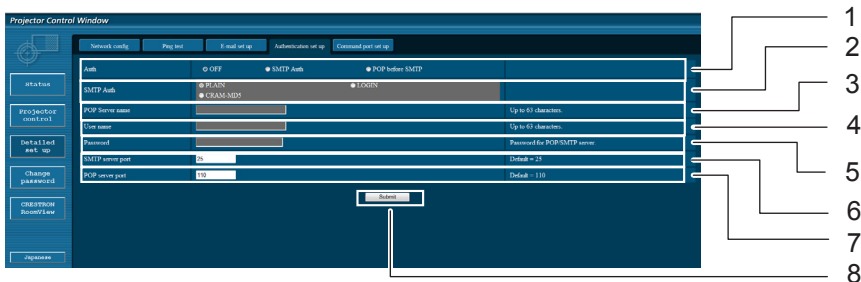 Projector Control Window
Network config Ping test E-mail set up Authentication set up Command port set up
Status
Projector control
Detailed set up
Change password
CRESTRON RoomView
Japanese
Auth OFF SMTP Auth POP before SMTP
SMTP Auth PLAIN LOGIN
CRAM-MD5
POP Server name Up to 63 characters.
User name Up to 63 characters.
Password Password for POP/SMTP server
SMTP server port 25 Default = 25
POP server port 110 Default = 110
Submit
1
2
3
4
5
6
7
8